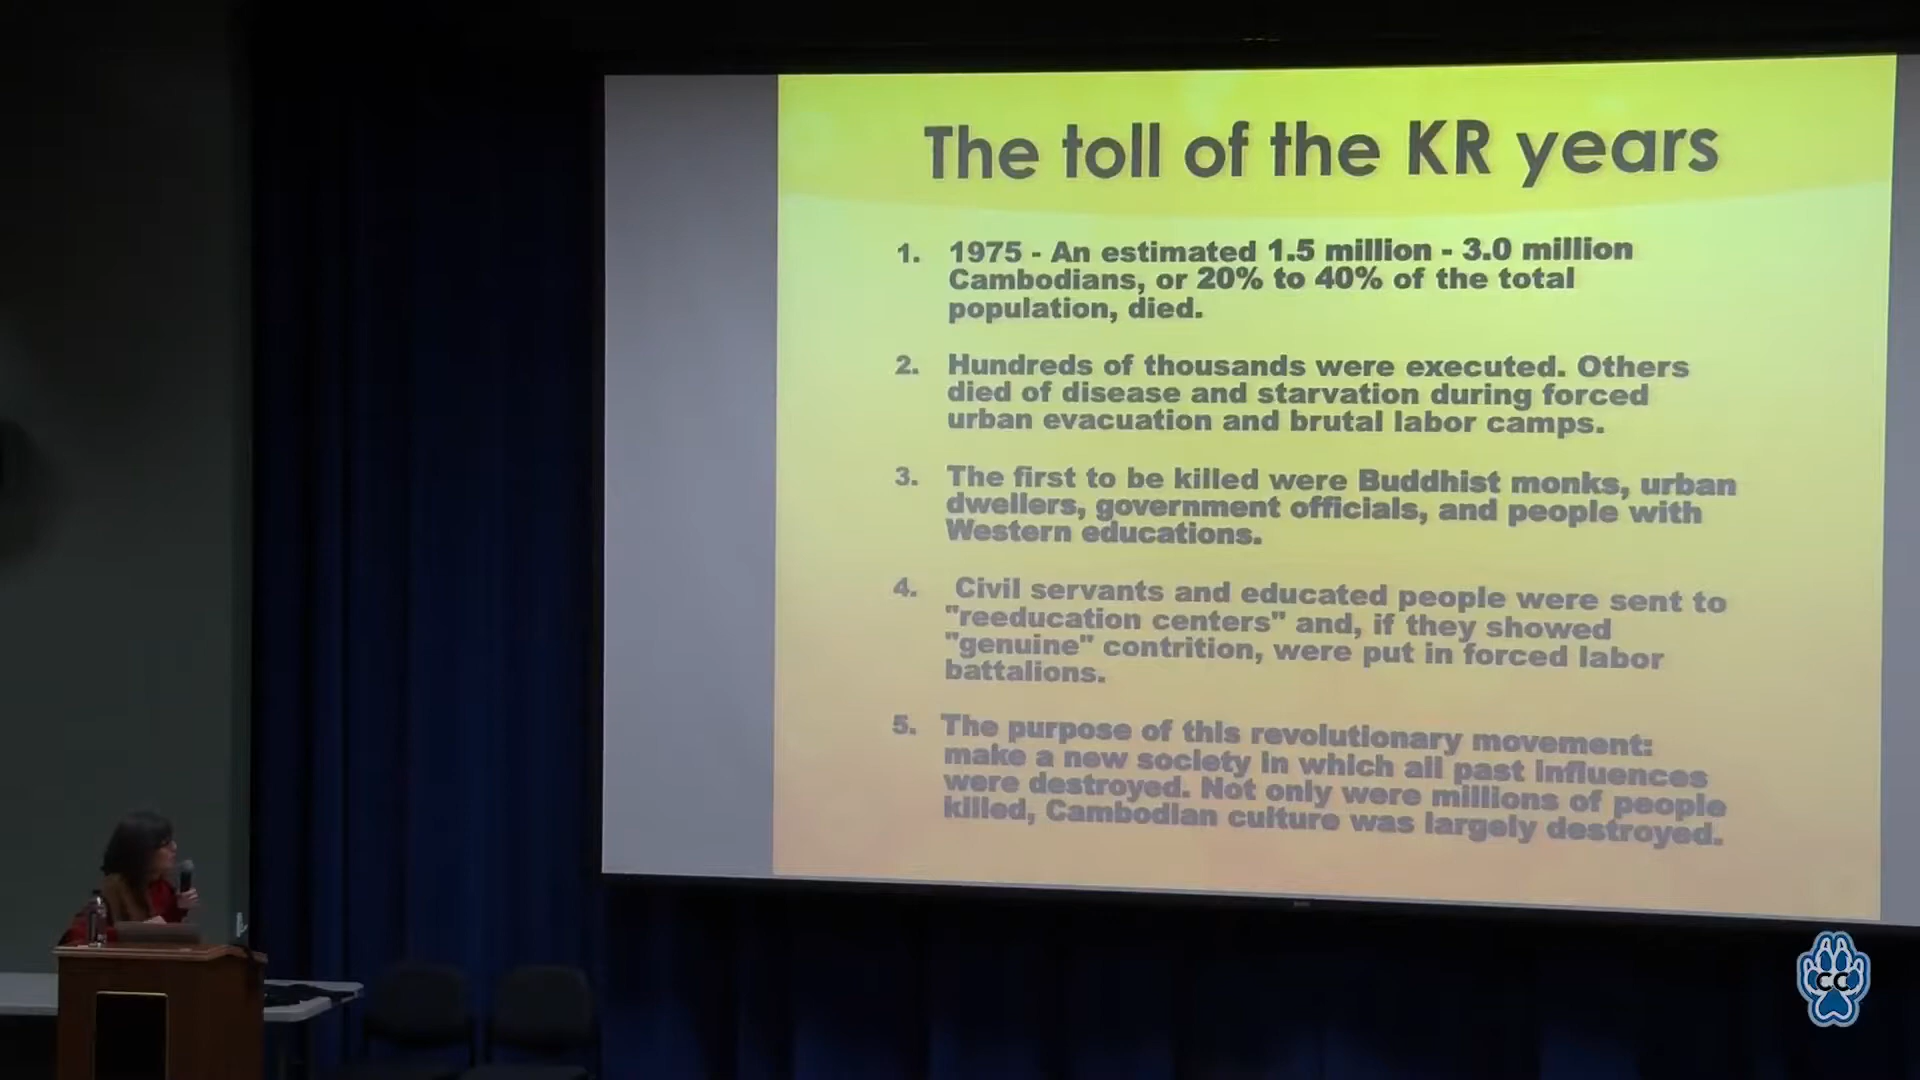 The toll of the KR years
1. 1975 - An estimated 1.5 million - 3.0 million
Cambodians, or 20% to 40% of the total
population, died.
2. Hundreds of thousands were executed. Others
died of disease and starvation during forced
urban evacuation and brutal labor camps.
3. The first to be killed were Buddhist monks, urban
dwellers, government officials, and people with
Western educations.
4. Civil servants and educated people were sent to
"reeducation centers" and, if they showed
"genuine" contrition, were put in forced labor
battalions.
5. The purpose of this revolutionary movement:
make a new society in which all past influences
were destroyed. Not only were millions of people
killed, Cambodian culture was largely destroyed.
CC